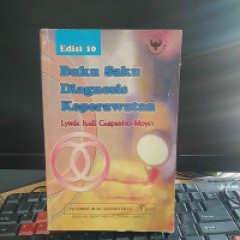 Edisi 10
Buku Saku
Diagnosis
Keperawatan
Lynda Juall Carpenito-Moyet